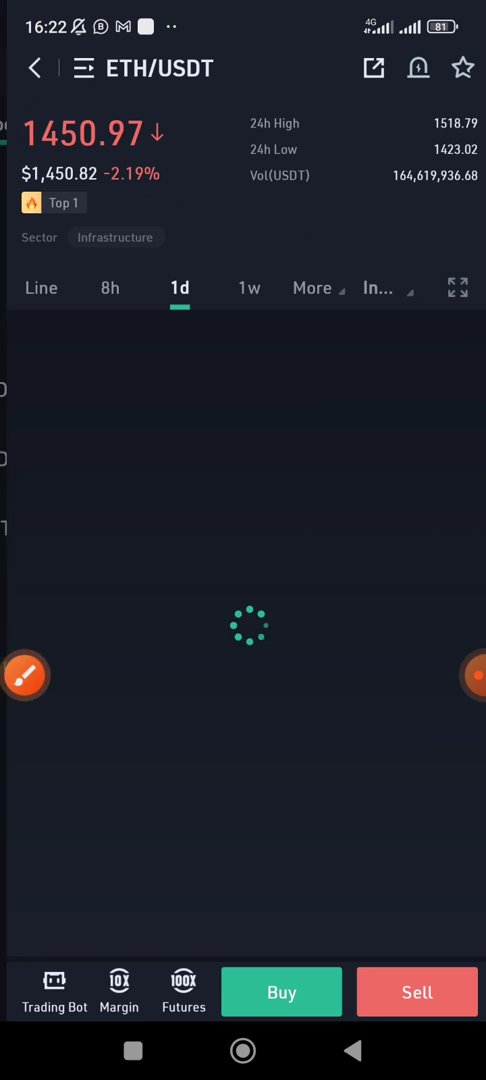 16:22
4G
81
ETH/USDT
1450.97↓
$1,450.82 -2.19%
Top 1
24h High 1518.79
24h Low 1423.02
Vol(USDT) 164,619,936.68
Sector Infrastructure
Line 8h 1d 1w More In...
Trading Bot
10X
Margin
100X
Futures
Buy
Sell